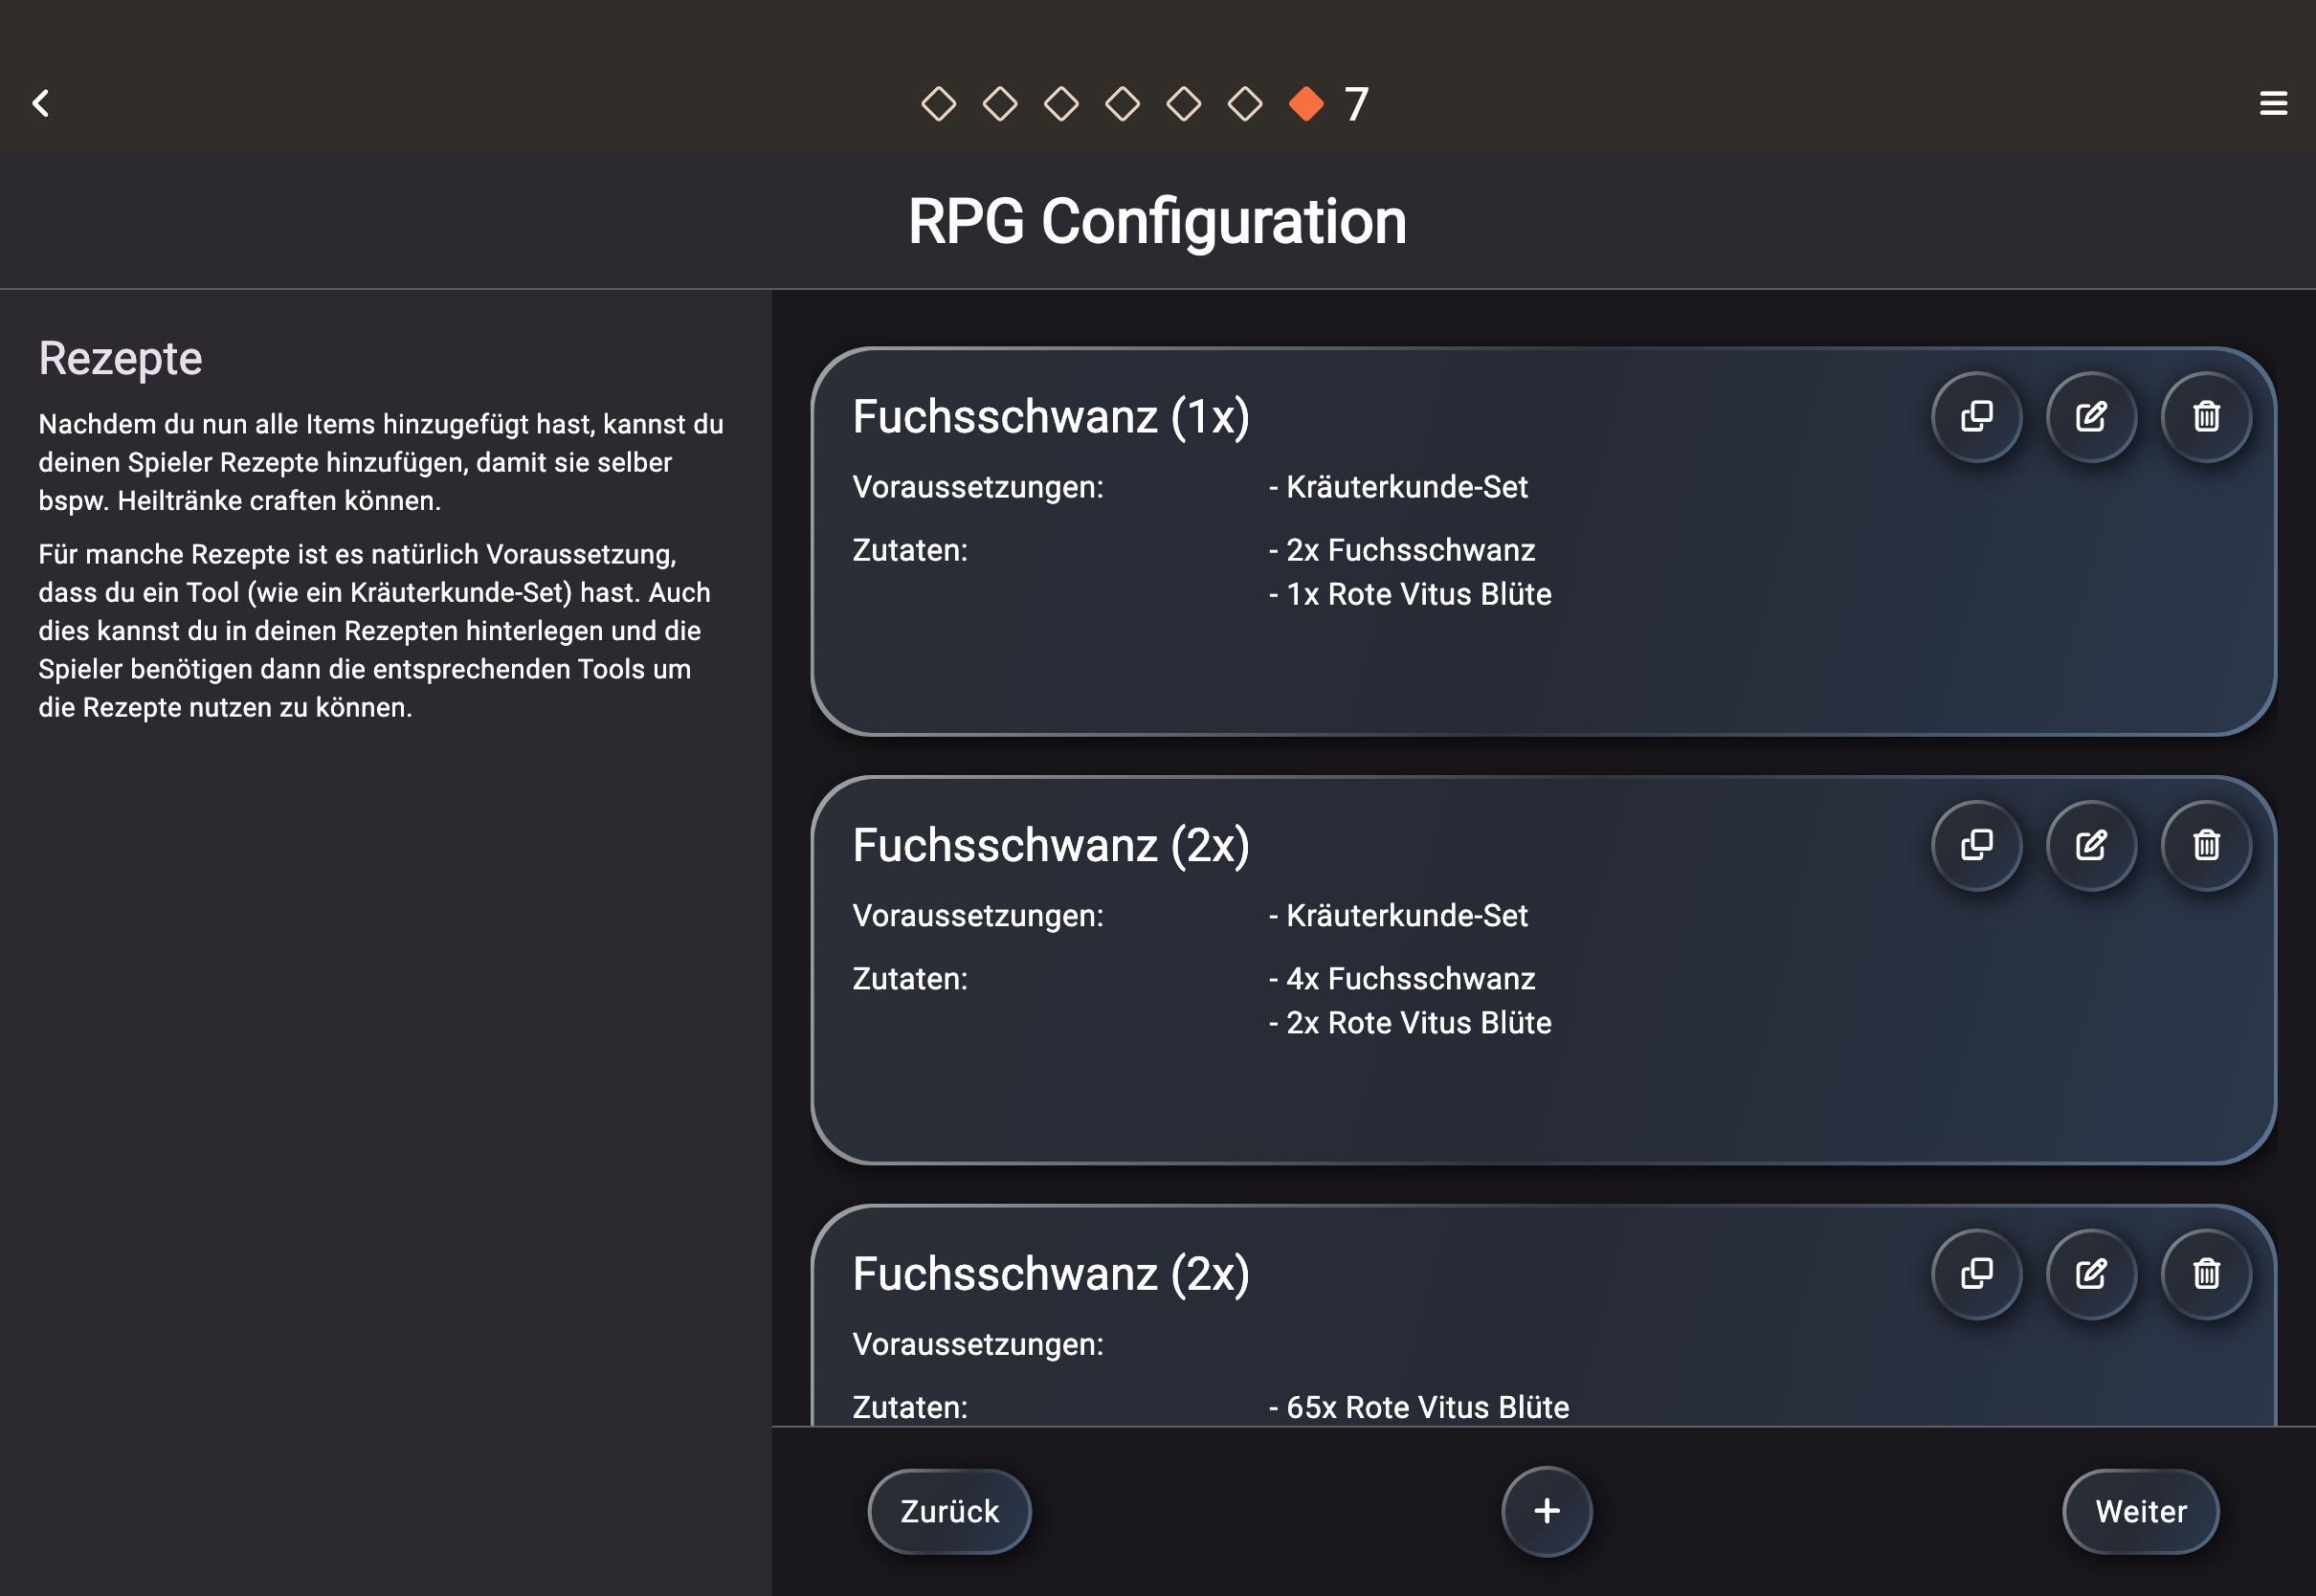 7
RPG Configuration
Rezepte
Nachdem du nun alle Items hinzugefügt hast, kannst du
deinen Spieler Rezepte hinzufügen, damit sie selber
bspw. Heiltränke craften können.
Für manche Rezepte ist es natürlich Voraussetzung,
dass du ein Tool (wie ein Kräuterkunde-Set) hast. Auch
dies kannst du in deinen Rezepten hinterlegen und die
Spieler benötigen dann die entsprechenden Tools um
die Rezepte nutzen zu können.
Fuchsschwanz (1x)
Voraussetzungen: - Kräuterkunde-Set
Zutaten: - 2x Fuchsschwanz
- 1x Rote Vitus Blüte
Fuchsschwanz (2x)
Voraussetzungen: - Kräuterkunde-Set
Zutaten: - 4x Fuchsschwanz
- 2x Rote Vitus Blüte
Fuchsschwanz (2x)
Voraussetzungen:
Zutaten: - 65x Rote Vitus Blüte
Zurück + Weiter